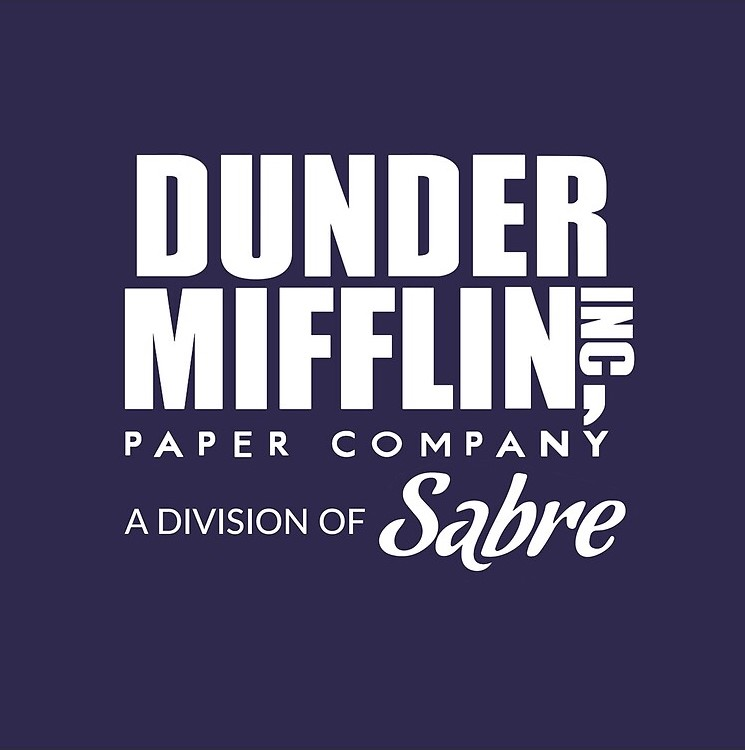 DUNDER
MIFFLIN, INC
PAPER COMPANY
A DIVISION OF Sabre